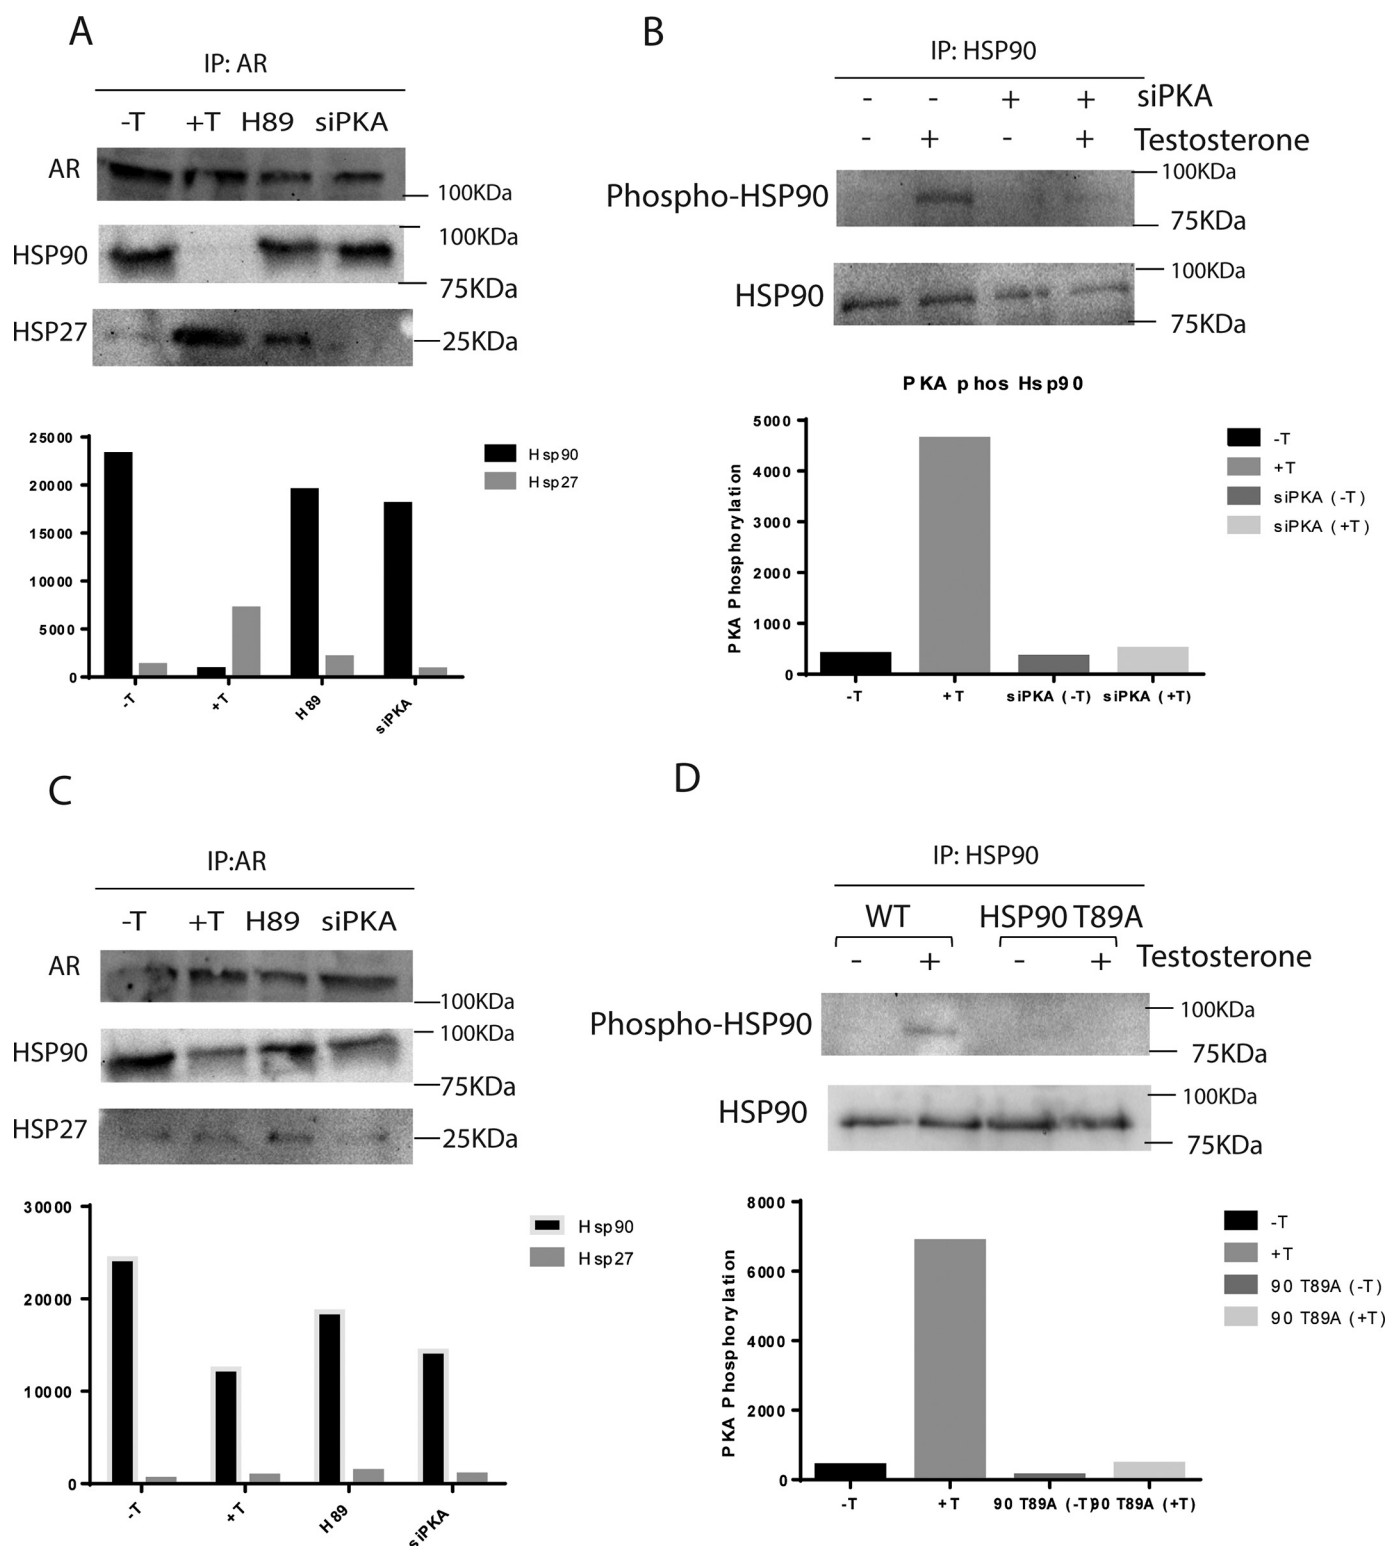 A
IP: AR
-T +T H89 siPKA
AR
100KDa
HSP90
100KDa
75KDa
HSP27
25KDa
25000
20000
15000
10000
5000
0
-T +T H89 siPKA
Hsp90
Hsp27
B
IP: HSP90
- - + + siPKA
- + - + Testosterone
Phospho-HSP90
100KDa
75KDa
HSP90
100KDa
75KDa
PKA phos Hsp90
PKA Phosphorylation
5000
4000
3000
2000
1000
0
-T +T siPKA (-T) siPKA (+T)
-T
+T
siPKA (-T)
siPKA (+T)
C
IP:AR
-T +T H89 siPKA
AR
100KDa
HSP90
100KDa
75KDa
HSP27
25KDa
30000
20000
10000
0
-T +T H89 siPKA
Hsp90
Hsp27
D
IP: HSP90
WT HSP90 T89A
- + - + Testosterone
Phospho-HSP90
100KDa
75KDa
HSP90
100KDa
75KDa
PKA Phosphorylation
8000
6000
4000
2000
0
-T +T 90 T89A (-T) 90 T89A (+T)
-T
+T
90 T89A (-T)
90 T89A (+T)